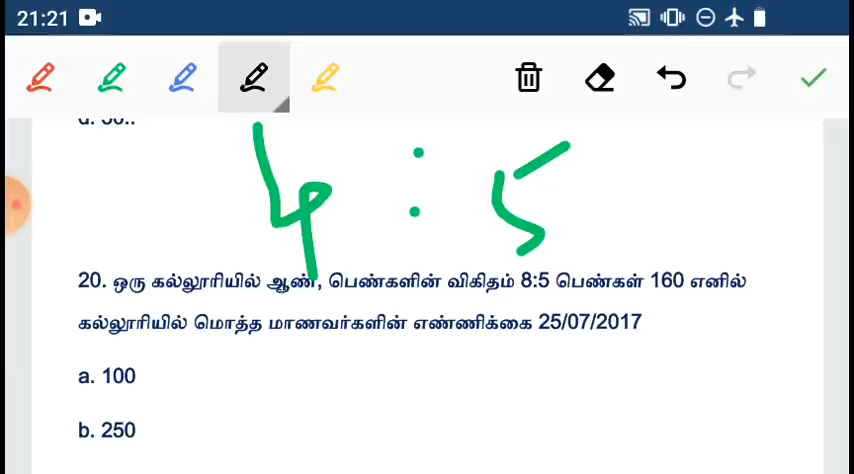 21:21
4 : 5
20. ஒரு கல்லூரியில் ஆண், பெண்களின் விகிதம் 8:5 பெண்கள் 160 எனில்
கல்லூரியில் மொத்த மாணவர்களின் எண்ணிக்கை 25/07/2017
a. 100
b. 250